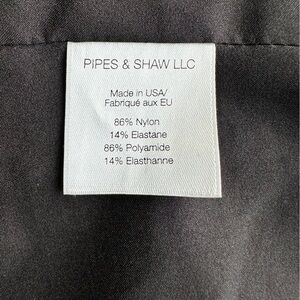 PIPES & SHAW LLC
Made in USA/
Fabriqué aux EU
86% Nylon
14% Elastane
86% Polyamide
14% Elasthanne